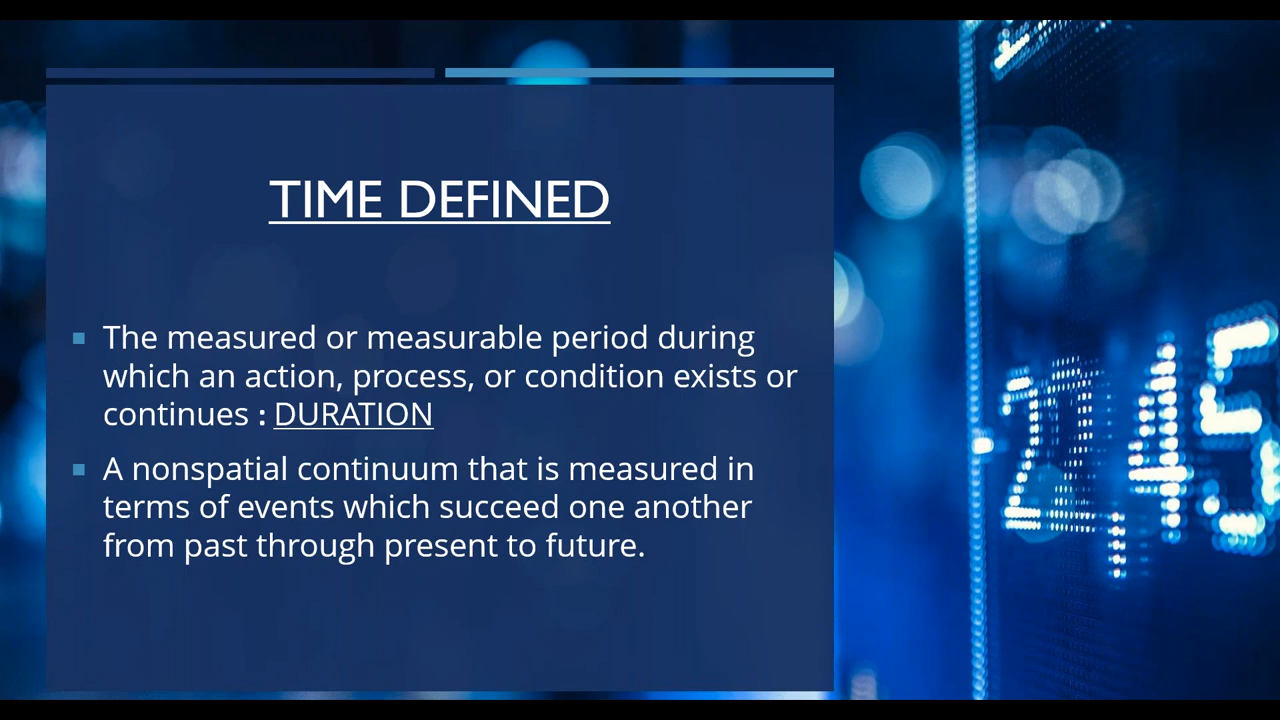 TIME DEFINED
The measured or measurable period during
which an action, process, or condition exists or
continues : DURATION
A nonspatial continuum that is measured in
terms of events which succeed one another
from past through present to future.